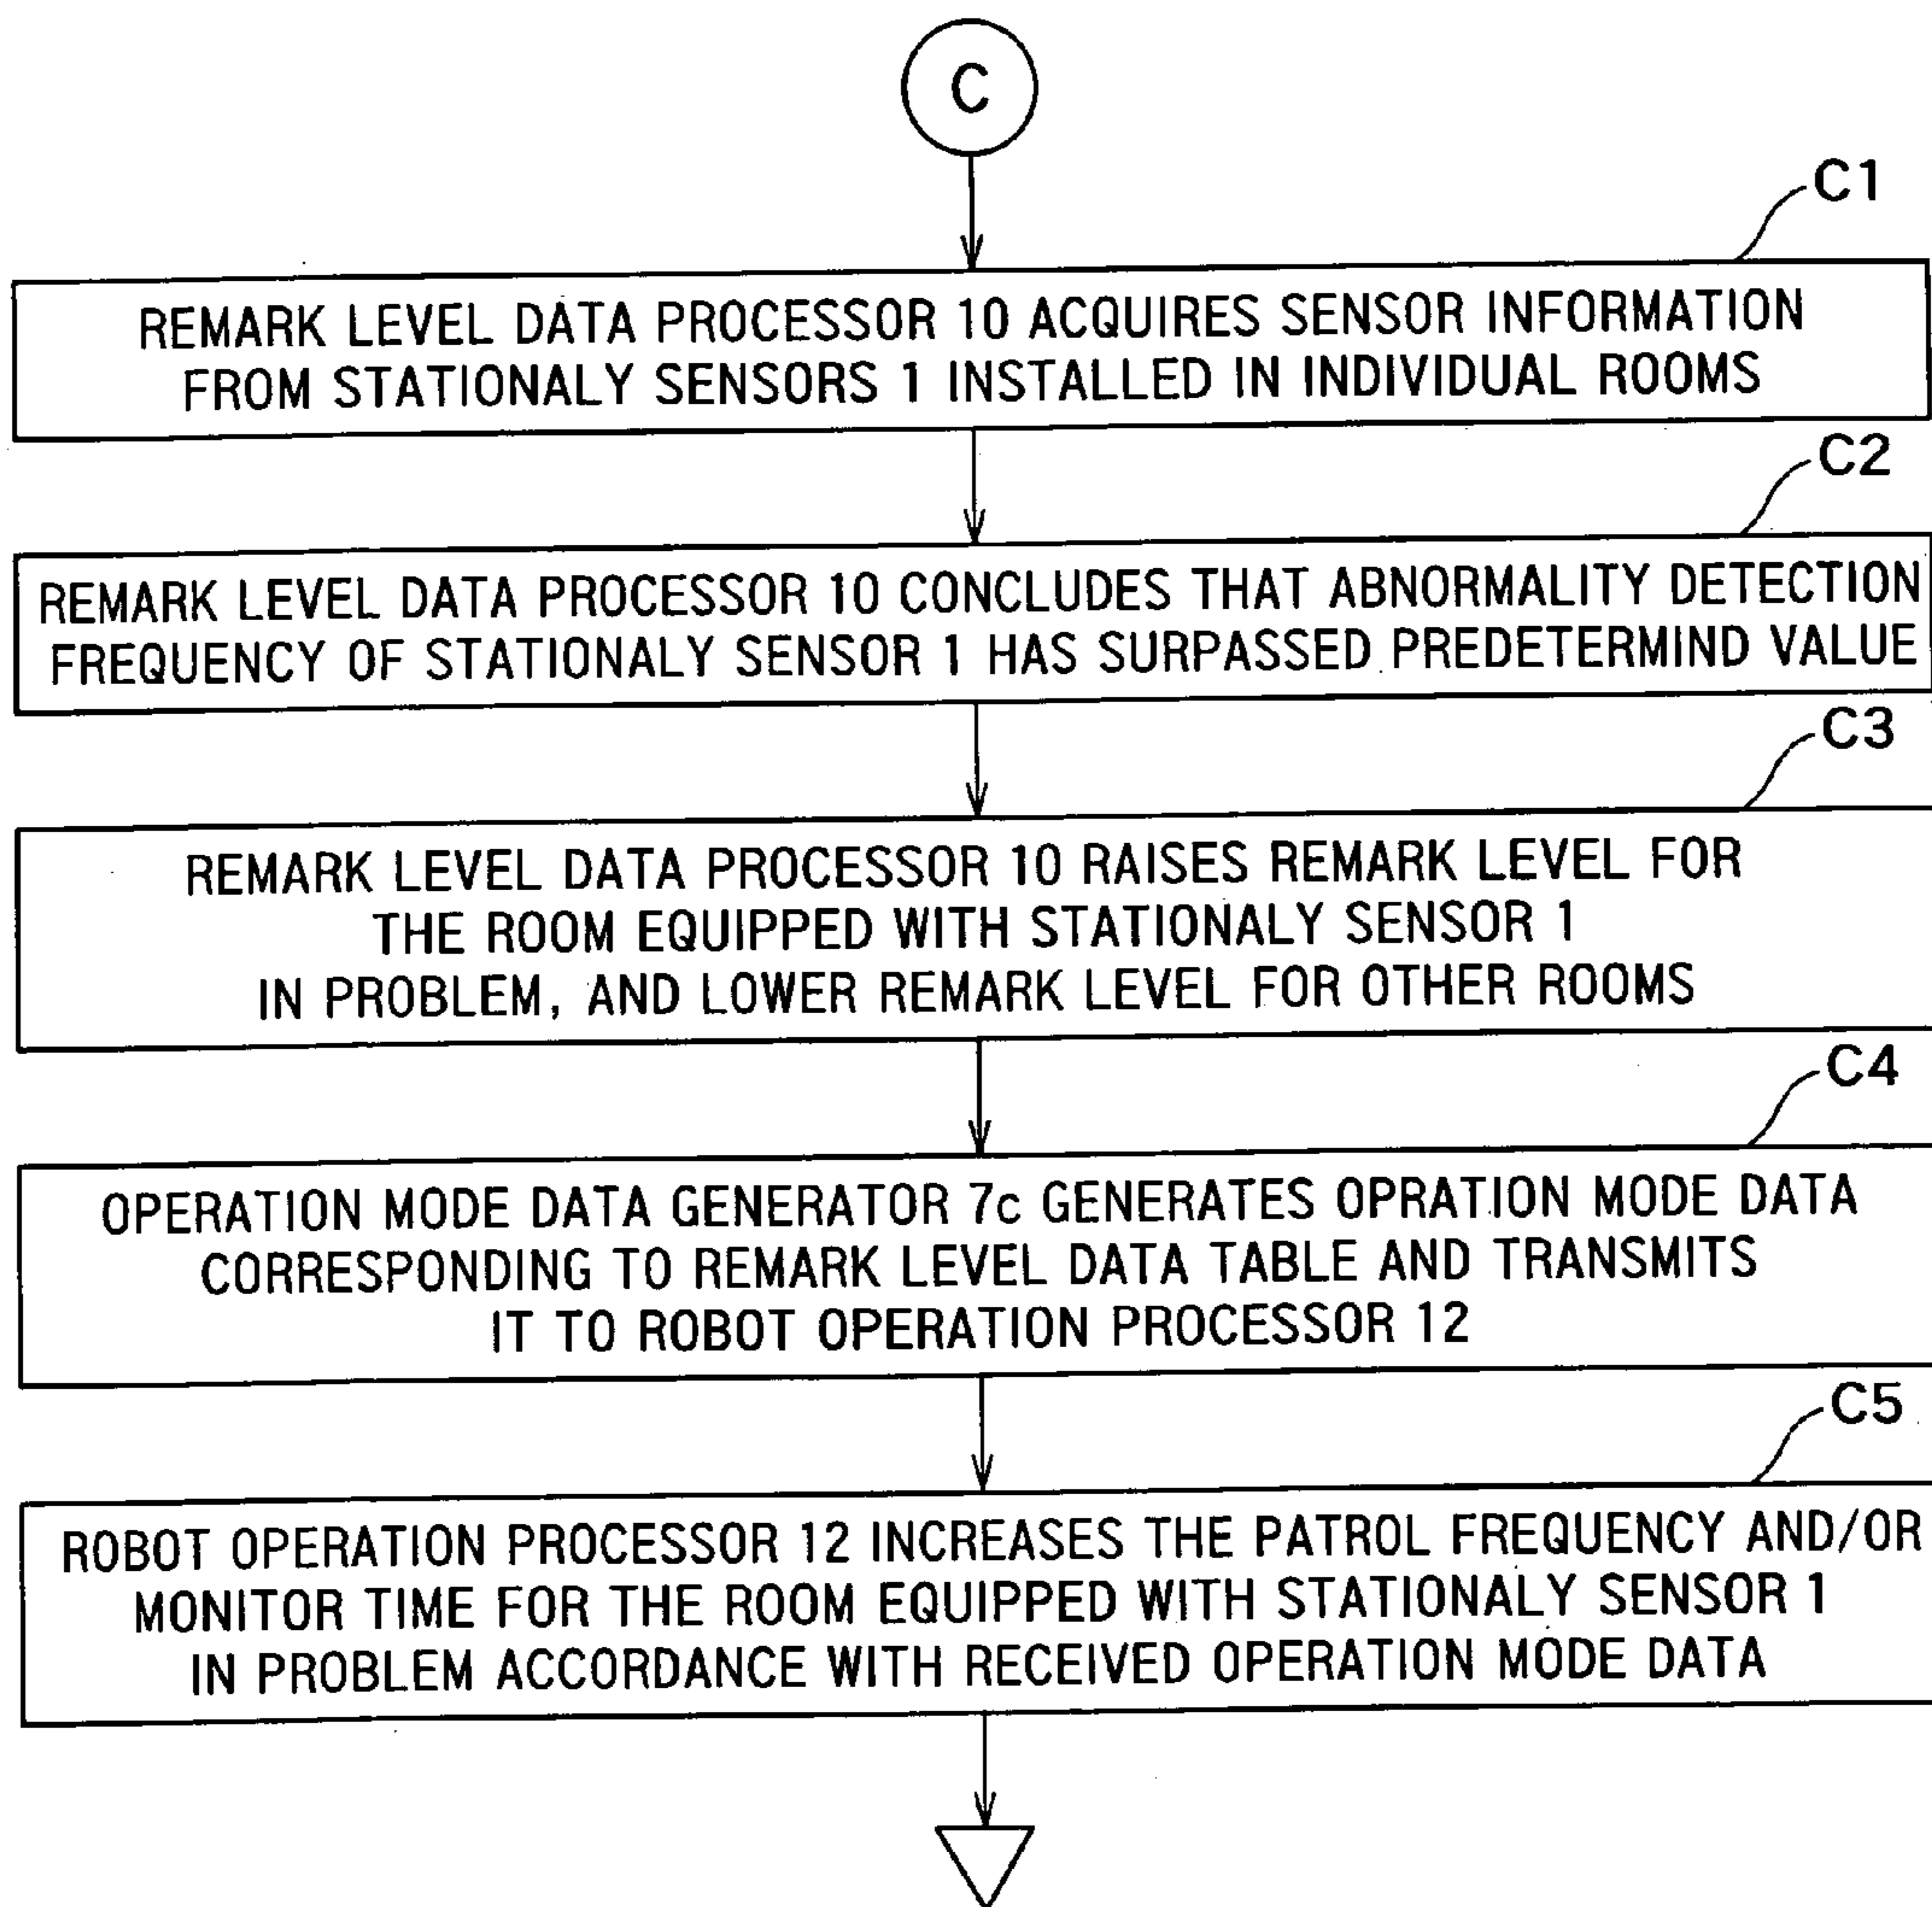 C
C1
REMARK LEVEL DATA PROCESSOR 10 ACQUIRES SENSOR INFORMATION
FROM STATIONALY SENSORS 1 INSTALLED IN INDIVIDUAL ROOMS
C2
REMARK LEVEL DATA PROCESSOR 10 CONCLUDES THAT ABNORMALITY DETECTION
FREQUENCY OF STATIONALY SENSOR 1 HAS SURPASSED PREDETERMIND VALUE
C3
REMARK LEVEL DATA PROCESSOR 10 RAISES REMARK LEVEL FOR
THE ROOM EQUIPPED WITH STATIONALY SENSOR 1
IN PROBLEM, AND LOWER REMARK LEVEL FOR OTHER ROOMS
C4
OPERATION MODE DATA GENERATOR 7c GENERATES OPRATION MODE DATA
CORRESPONDING TO REMARK LEVEL DATA TABLE AND TRANSMITS
IT TO ROBOT OPERATION PROCESSOR 12
C5
ROBOT OPERATION PROCESSOR 12 INCREASES THE PATROL FREQUENCY AND/OR
MONITOR TIME FOR THE ROOM EQUIPPED WITH STATIONALY SENSOR 1
IN PROBLEM ACCORDANCE WITH RECEIVED OPERATION MODE DATA